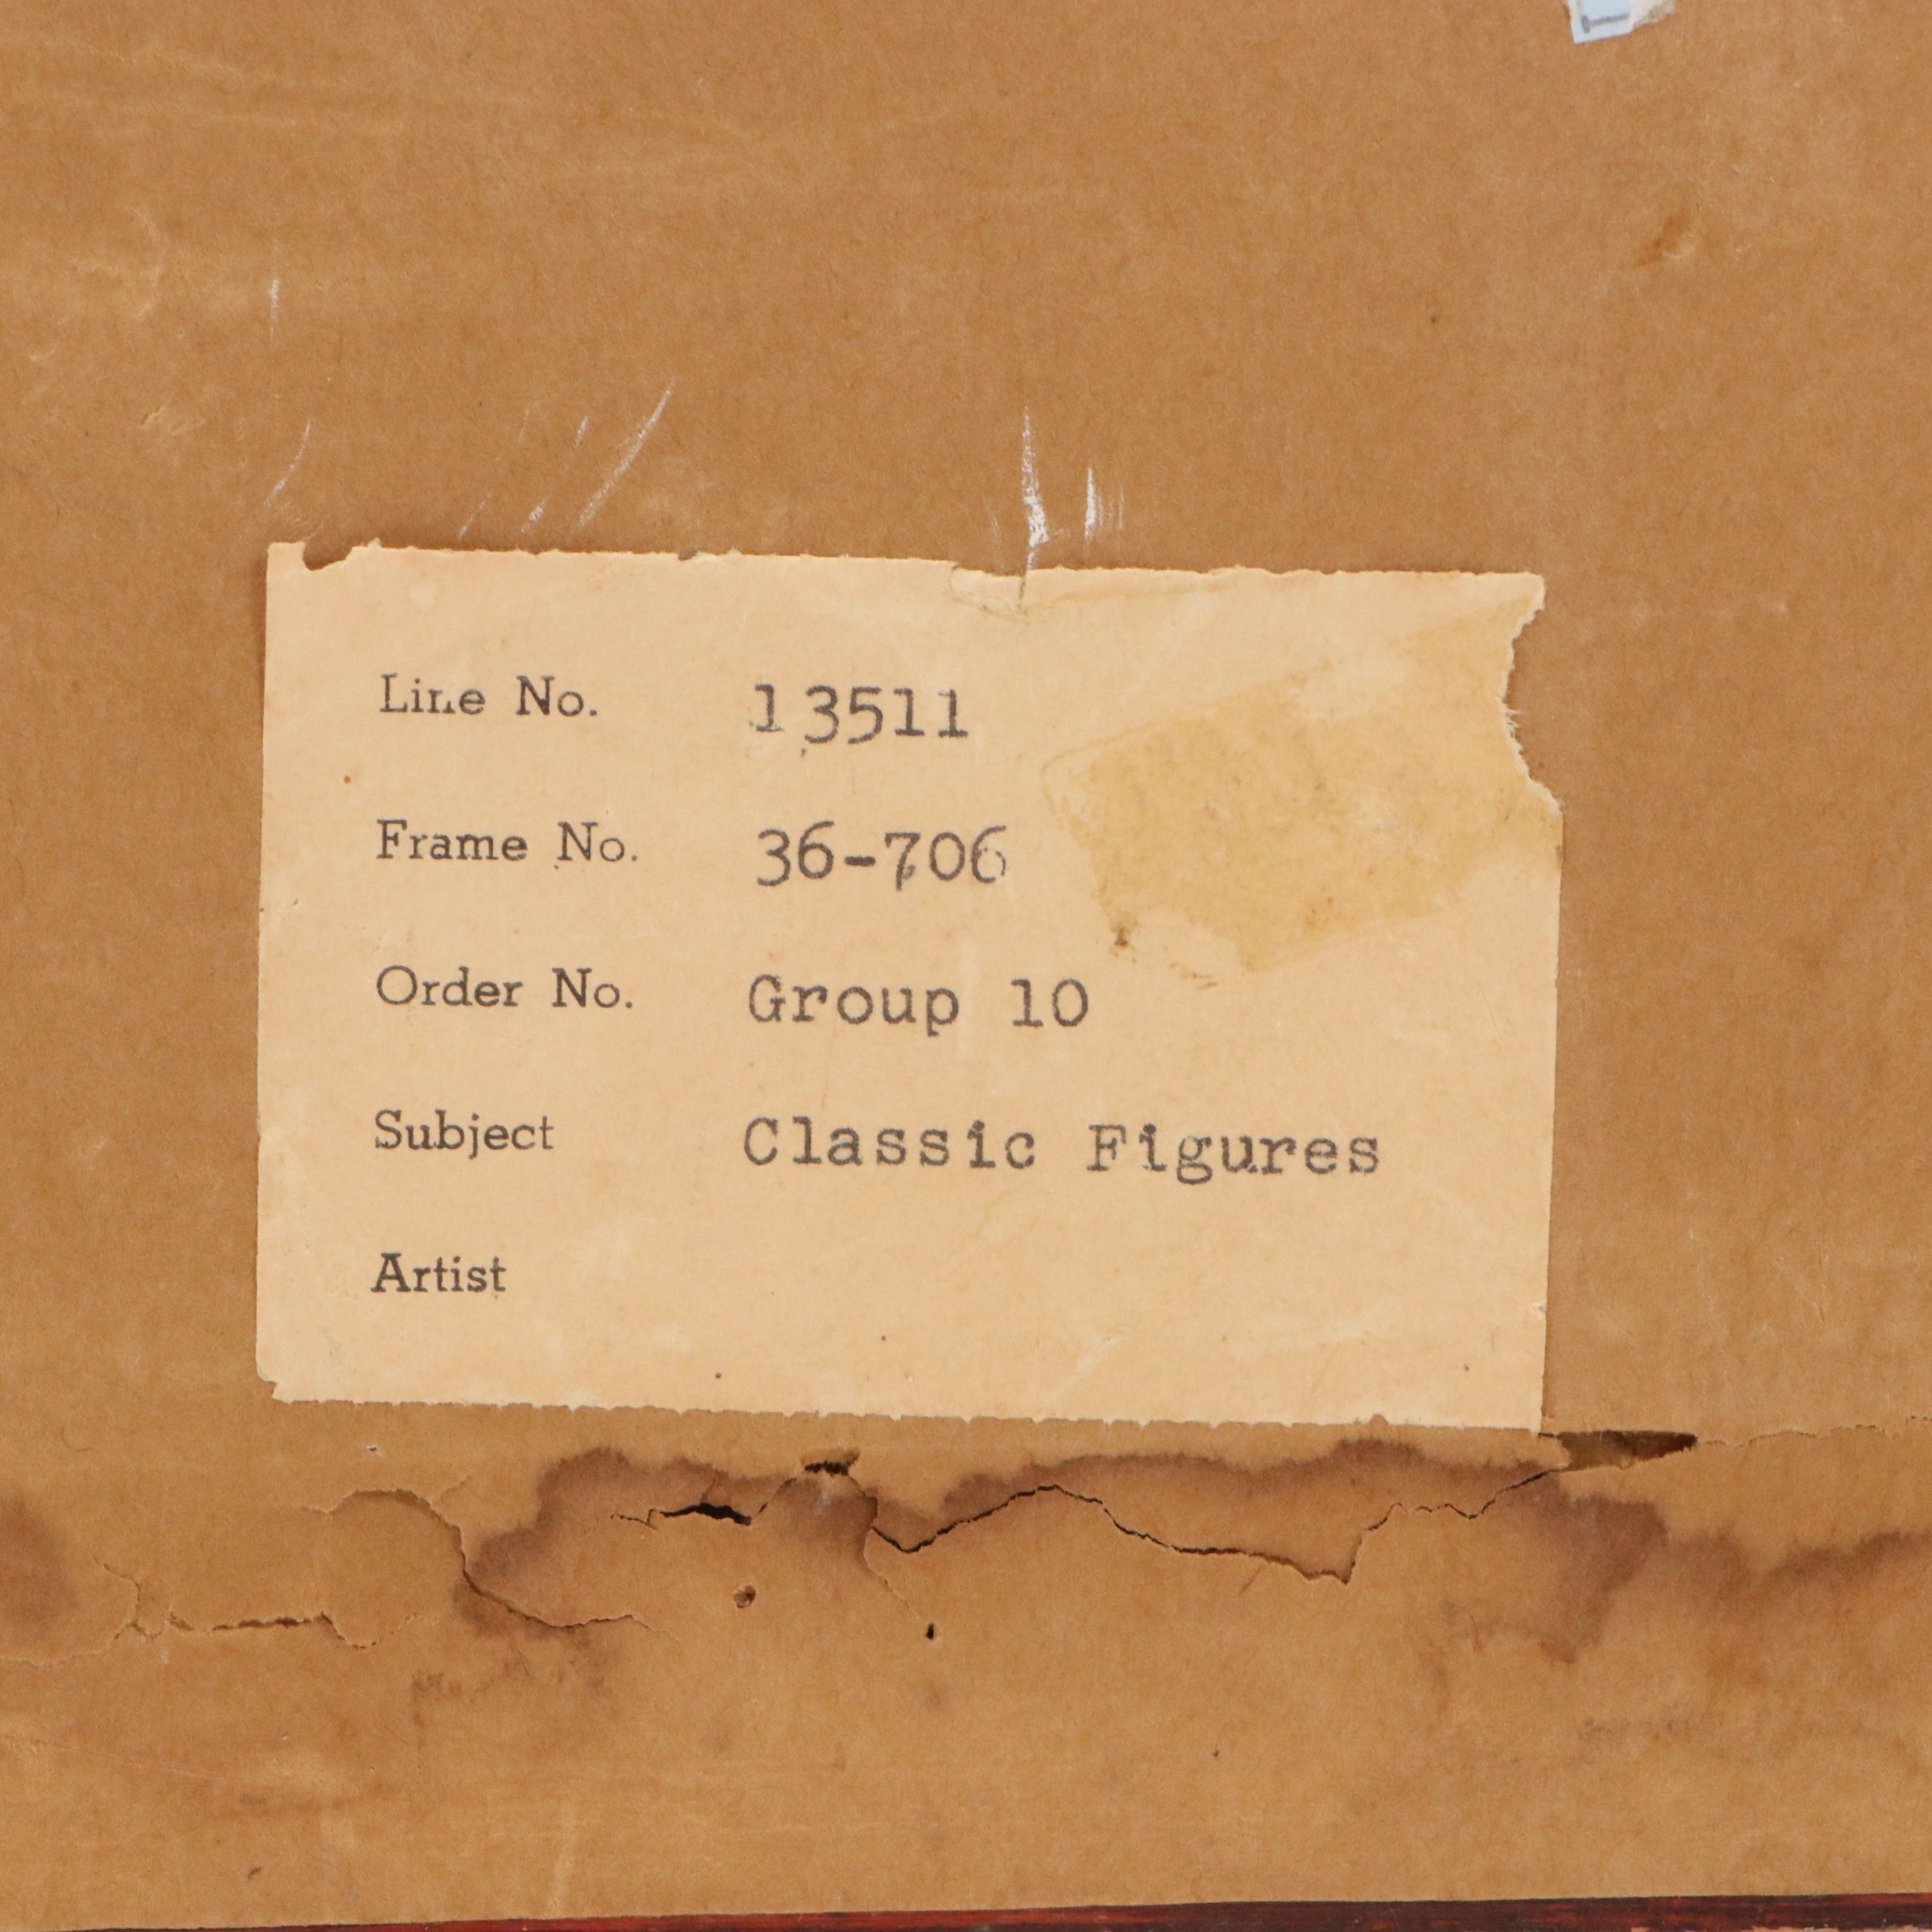 Line No. 13511
Frame No. 36-706
Order No. Group 10
Subject Classic Figures
Artist